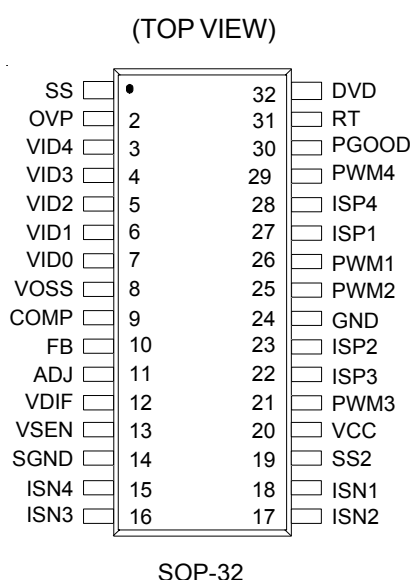 (TOP VIEW)
SS 32 DVD
OVP 2 31 RT
VID4 3 30 PGOOD
VID3 4 29 PWM4
VID2 5 28 ISP4
VID1 6 27 ISP1
VID0 7 26 PWM1
VOSS 8 25 PWM2
COMP 9 24 GND
FB 10 23 ISP2
ADJ 11 22 ISP3
VDIF 12 21 PWM3
VSEN 13 20 VCC
SGND 14 19 SS2
ISN4 15 18 ISN1
ISN3 16 17 ISN2
SOP-32